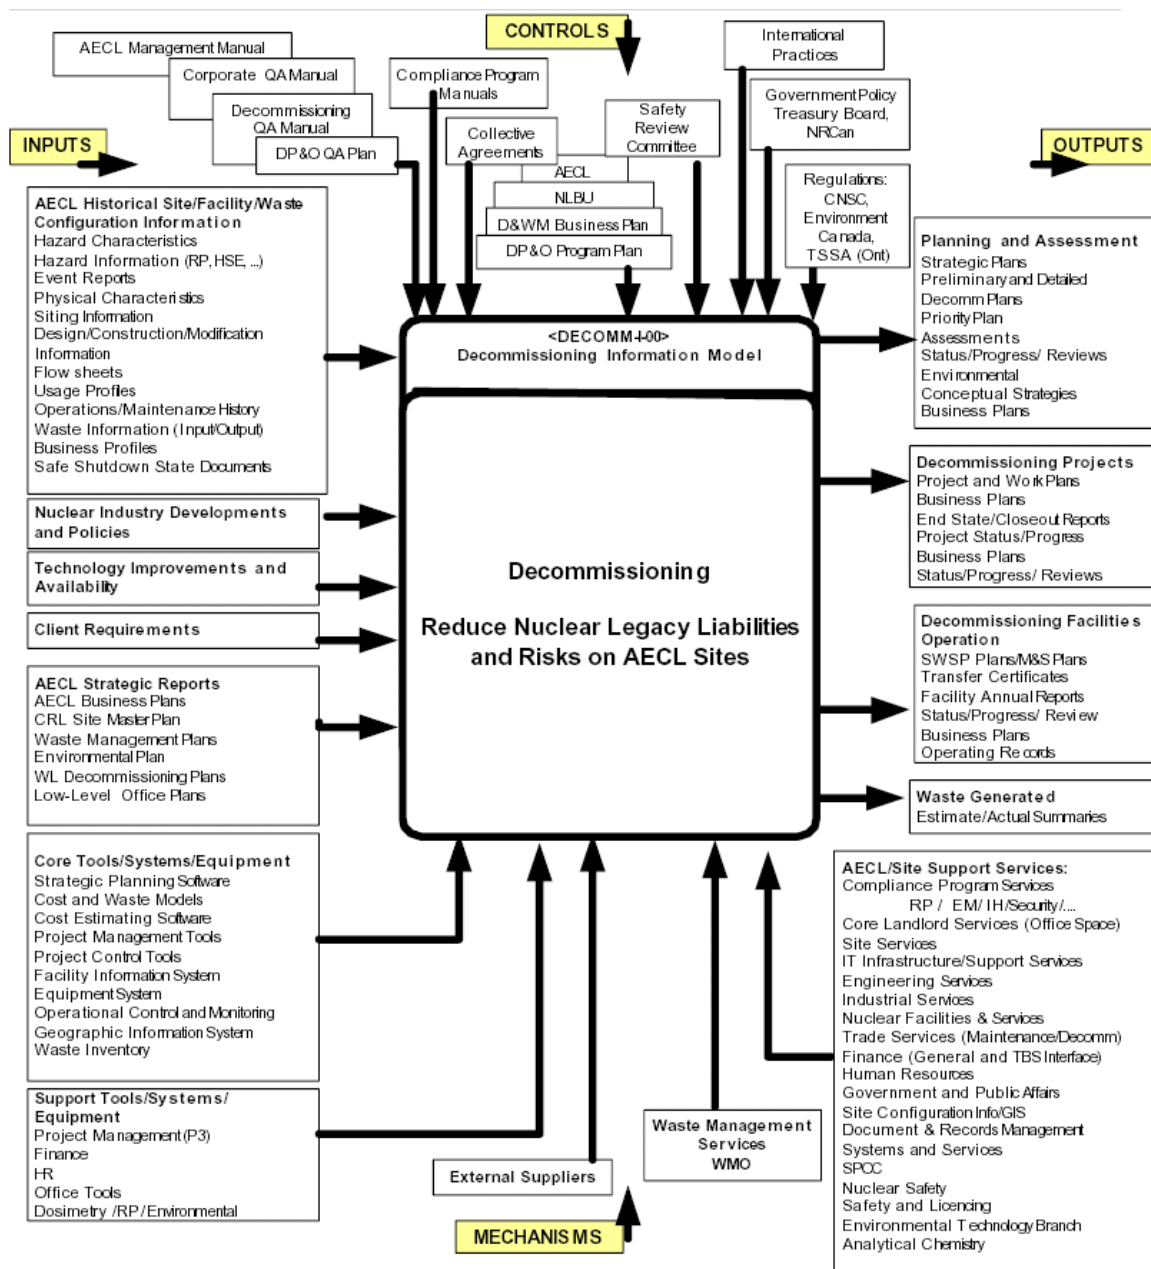 CONTROLS
AECL Management Manual
Corporate QA Manual
Decommissioning
QA Manual
DP&O QA Plan
Compliance Program
Manuals
Collective
Agreements
AECL
NLBU
D&WM Business Plan
DP&O Program Plan
Safety
Review
Committee
International
Practices
Government Policy
Treasury Board,
NRCan
Regulations:
CNSC,
Environment
Canada,
TSSA (Ont)
INPUTS
OUTPUTS
AECL Historical Site/Facility/Waste
Configuration Information
Hazard Characteristics
Hazard Information (RP, HSE, ...)
Event Reports
Physical Characteristics
Siting Information
Design/Construction/Modification
Information
Flow sheets
Usage Profiles
Operations/Maintenance History
Waste Information (Input/Output)
Business Profiles
Safe Shutdown State Documents
Nuclear Industry Developments
and Policies
Technology Improvements and
Availability
Client Requirements
AECL Strategic Reports
AECL Business Plans
CRL Site Master Plan
Waste Management Plans
Environmental Plan
WL Decommissioning Plans
Low-Level Office Plans
Core Tools/Systems/Equipment
Strategic Planning Software
Cost and Waste Models
Cost Estimating Software
Project Management Tools
Project Control Tools
Facility Information System
Equipment System
Operational Control and Monitoring
Geographic Information System
Waste Inventory
Support Tools/Systems/
Equipment
Project Management (P3)
Finance
HR
Office Tools
Dosimetry /RP / Environmental
<DECOMM-I-00>
Decommissioning Information Model
Decommissioning
Reduce Nuclear Legacy Liabilities
and Risks on AECL Sites
Planning and Assessment
Strategic Plans
Preliminary and Detailed
Decomm Plans
Priority Plan
Assessments
Status/Progress/ Reviews
Environmental
Conceptual Strategies
Business Plans
Decommissioning Projects
Project and Work Plans
Business Plans
End State/Closeout Reports
Project Status/Progress
Business Plans
Status/Progress/ Reviews
Decommissioning Facilities
Operation
SWSP Plans/M&S Plans
Transfer Certificates
Facility Annual Reports
Status/Progress/ Review
Business Plans
Operating Records
Waste Generated
Estimate/Actual Summaries
AECL/Site Support Services:
Compliance Program Services
RP / EM/ IH/Security/....
Core Landlord Services (Office Space)
Site Services
IT Infrastructure/Support Services
Engineering Services
Industrial Services
Nuclear Facilities & Services
Trade Services (Maintenance/Decomm)
Finance (General and TBS Interface)
Human Resources
Government and Public Affairs
Site Configuration Info/GIS
Document & Records Management
Systems and Services
SPOC
Nuclear Safety
Safety and Licencing
Environmental Technology Branch
Analytical Chemistry
Waste Management
Services
WMO
External Suppliers
MECHANISMS